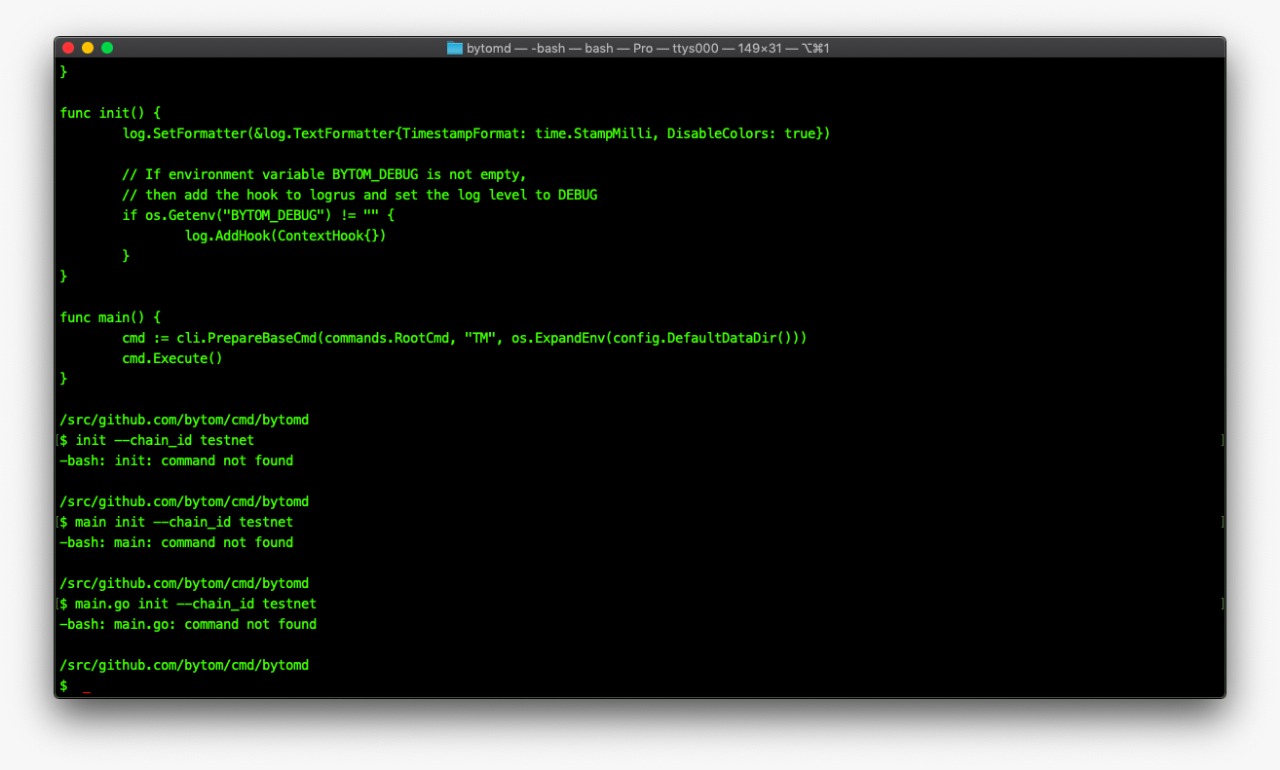 bytomd — -bash — bash — Pro — ttys000 — 149×31 — ⌥⌘1
}
func init() {
log.SetFormatter(&log.TextFormatter{TimestampFormat: time.StampMilli, DisableColors: true})
// If environment variable BYTOM_DEBUG is not empty,
// then add the hook to logrus and set the log level to DEBUG
if os.Getenv("BYTOM_DEBUG") != "" {
log.AddHook(ContextHook{})
}
}
func main() {
cmd := cli.PrepareBaseCmd(commands.RootCmd, "TM", os.ExpandEnv(config.DefaultDataDir()))
cmd.Execute()
}
/src/github.com/bytom/cmd/bytomd
[$ init --chain_id testnet ]
-bash: init: command not found
/src/github.com/bytom/cmd/bytomd
[$ main init --chain_id testnet ]
-bash: main: command not found
/src/github.com/bytom/cmd/bytomd
[$ main.go init --chain_id testnet ]
-bash: main.go: command not found
/src/github.com/bytom/cmd/bytomd
$ _